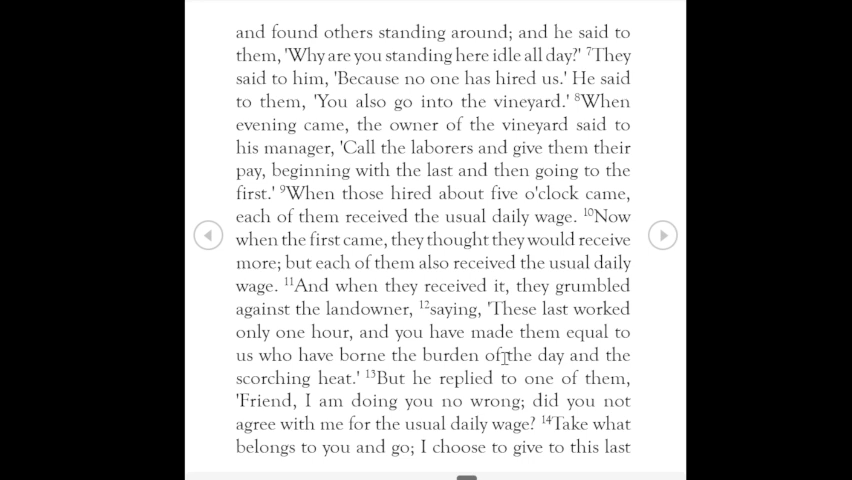 and found others standing around; and he said to
them, 'Why are you standing here idle all day?' ⁷They
said to him, 'Because no one has hired us.' He said
to them, 'You also go into the vineyard.' ⁸When
evening came, the owner of the vineyard said to
his manager, 'Call the laborers and give them their
pay, beginning with the last and then going to the
first.' ⁹When those hired about five o'clock came,
each of them received the usual daily wage. ¹⁰Now
when the first came, they thought they would receive
more; but each of them also received the usual daily
wage. ¹¹And when they received it, they grumbled
against the landowner, ¹²saying, 'These last worked
only one hour, and you have made them equal to
us who have borne the burden of the day and the
scorching heat.' ¹³But he replied to one of them,
'Friend, I am doing you no wrong; did you not
agree with me for the usual daily wage? ¹⁴Take what
belongs to you and go; I choose to give to this last